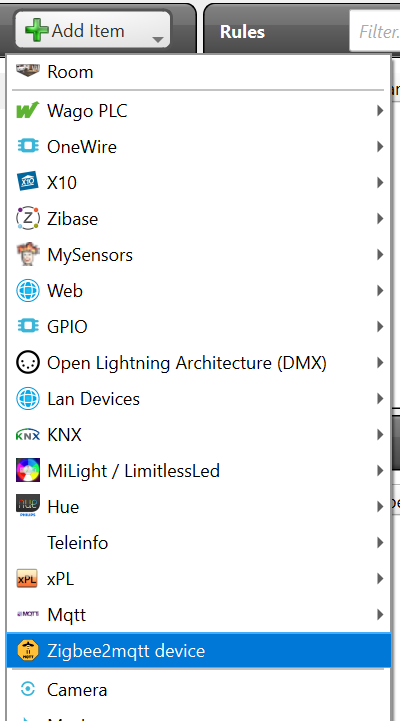 Add Item
Rules
Filter.
Room
Wago PLC
OneWire
X10
Zibase
MySensors
Web
GPIO
Open Lightning Architecture (DMX)
Lan Devices
KNX
MiLight / LimitlessLed
Hue
Teleinfo
xPL
Mqtt
Zigbee2mqtt device
Camera